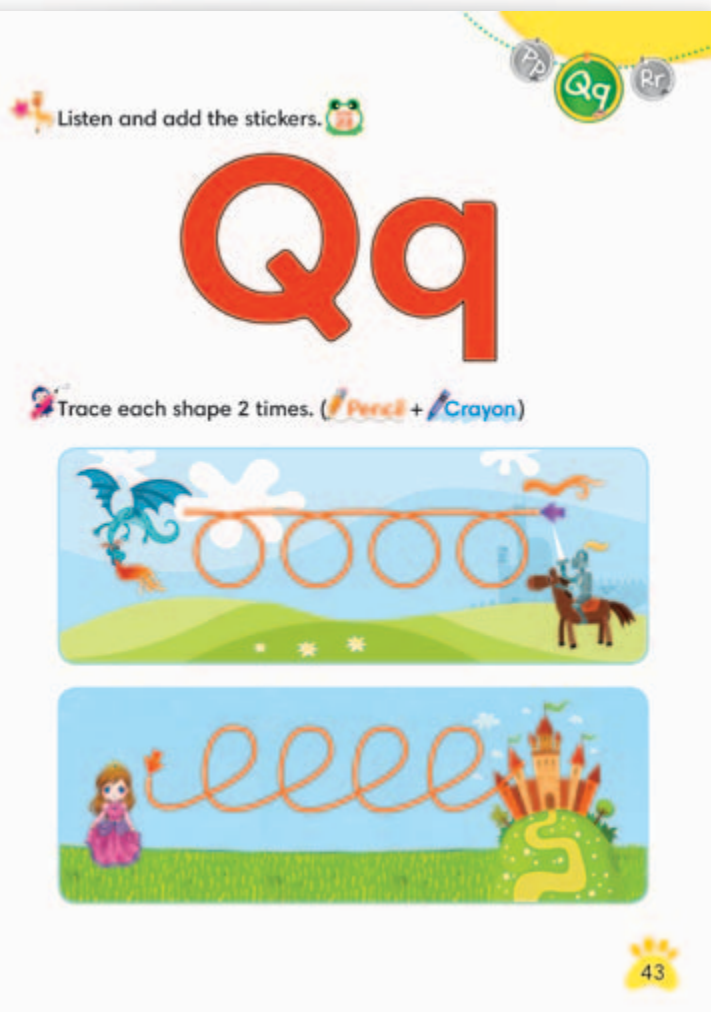 Pp
Qq
Rr
Listen and add the stickers.
Qq
Trace each shape 2 times. (Pencil + Crayon)
43